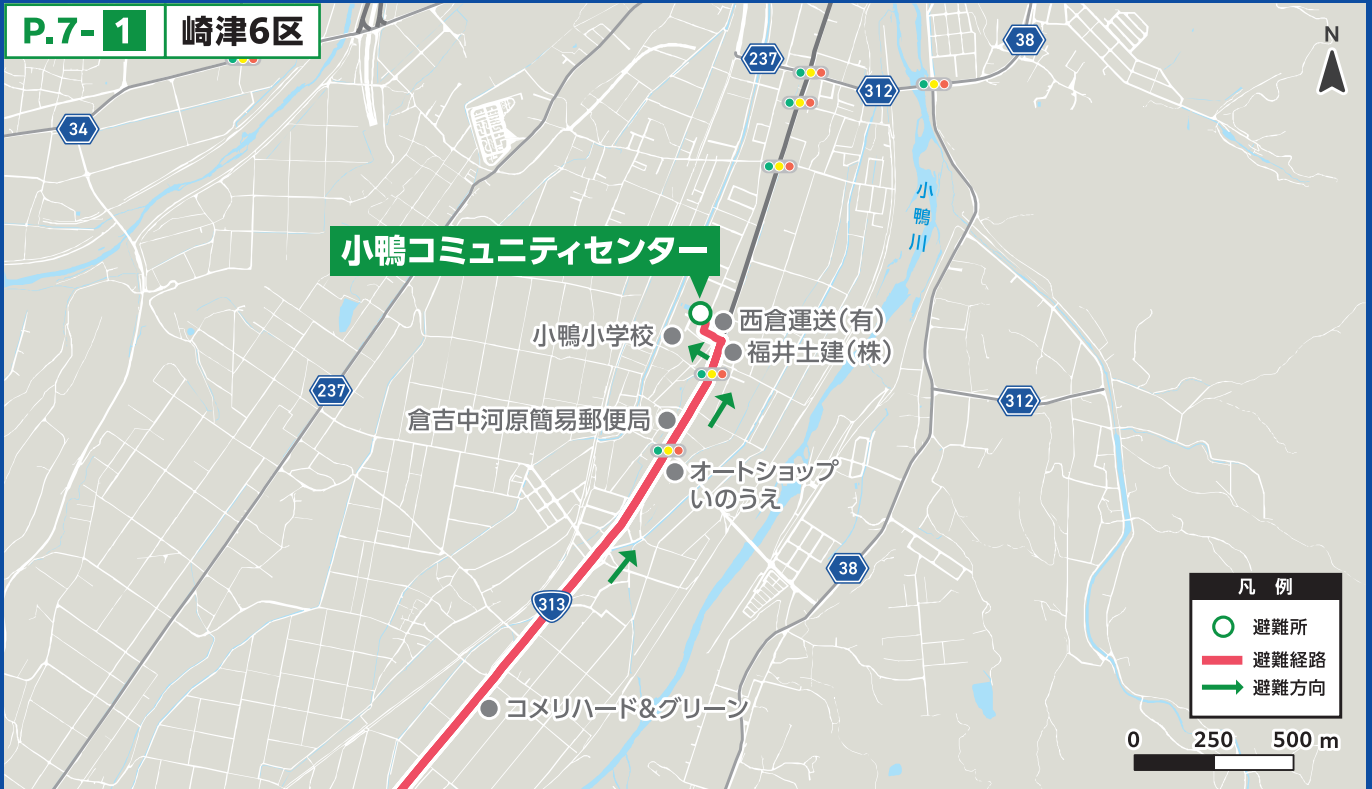 P.7- 1 崎津6区
N
38
237
312
34
小鴨川
小鴨コミュニティセンター
西倉運送(有)
小鴨小学校
福井土建(株)
237
312
倉吉中河原簡易郵便局
オートショップ
いのうえ
38
313
コメリハード&グリーン
凡 例
避難所
避難経路
避難方向
0 250 500 m